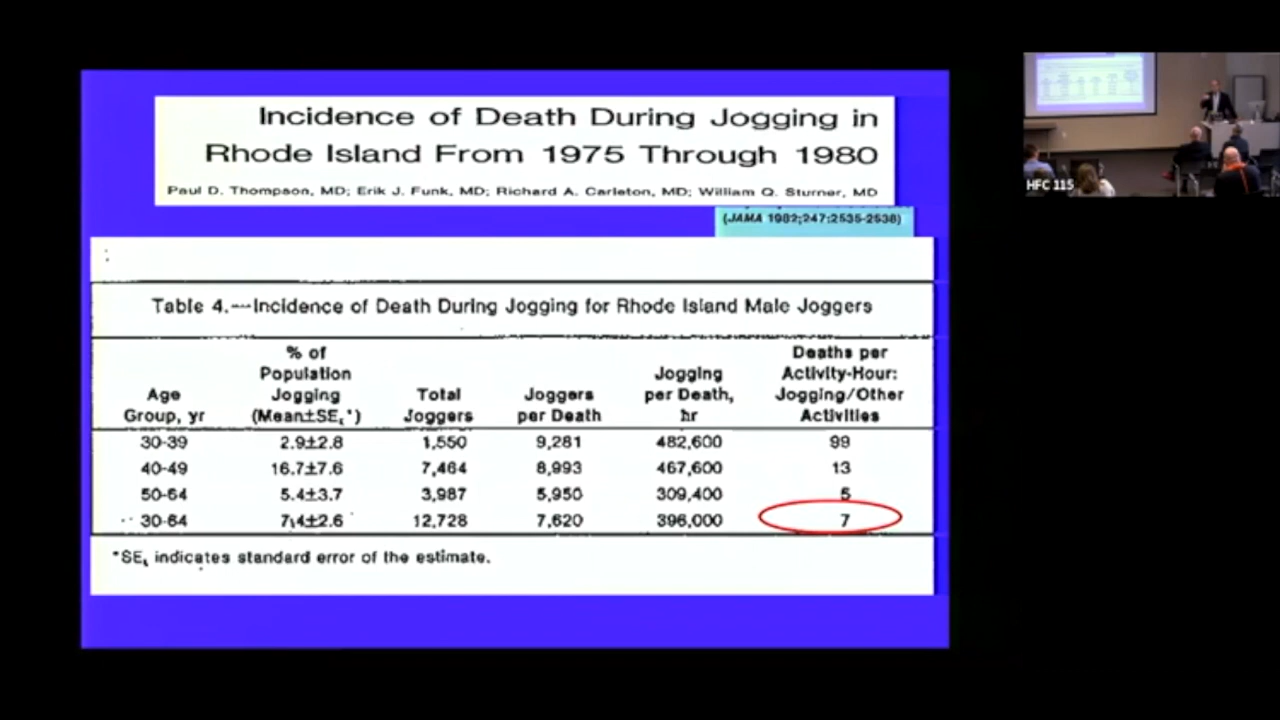 Incidence of Death During Jogging in
Rhode Island From 1975 Through 1980
Paul D. Thompson, MD; Erik J. Funk, MD; Richard A. Carleton, MD; William Q. Sturner, MD
(JAMA 1982;247:2535-2538)
Table 4.—Incidence of Death During Jogging for Rhode Island Male Joggers
Age Group, yr | % of Population Jogging (Mean±SEₜ*) | Total Joggers | Joggers per Death | Jogging per Death, hr | Deaths per Activity-Hour: Jogging/Other Activities
30-39 2.9±2.8 1,550 9,281 482,600 99
40-49 16.7±7.6 7,464 8,993 467,600 13
50-64 5.4±3.7 3,987 5,950 309,400 5
30-64 7.4±2.6 12,728 7,620 396,000 7
*SEₜ indicates standard error of the estimate.
HFC 115